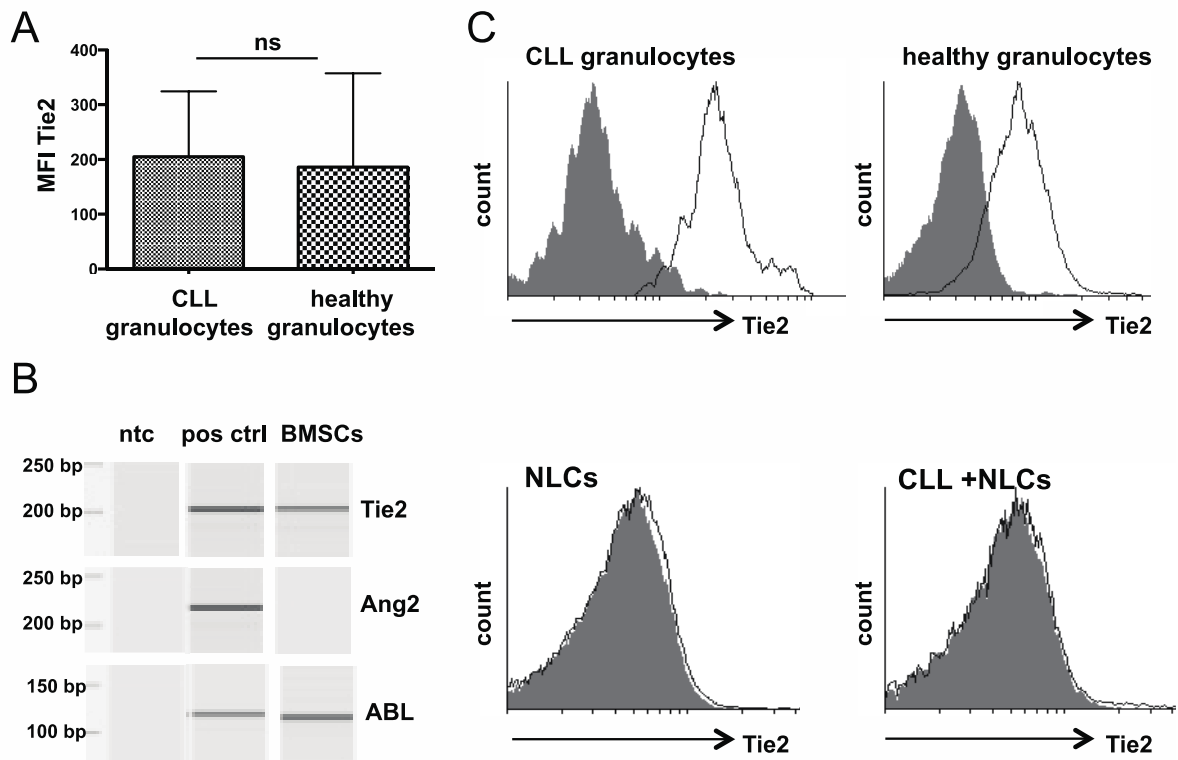 A
ns
400
300
200
100
0
MFI Tie2
CLL
granulocytes
healthy
granulocytes
B
ntc
pos ctrl
BMSCs
250 bp
200 bp
Tie2
250 bp
200 bp
Ang2
150 bp
100 bp
ABL
C
CLL granulocytes
count
Tie2
healthy granulocytes
count
Tie2
NLCs
count
Tie2
CLL +NLCs
count
Tie2